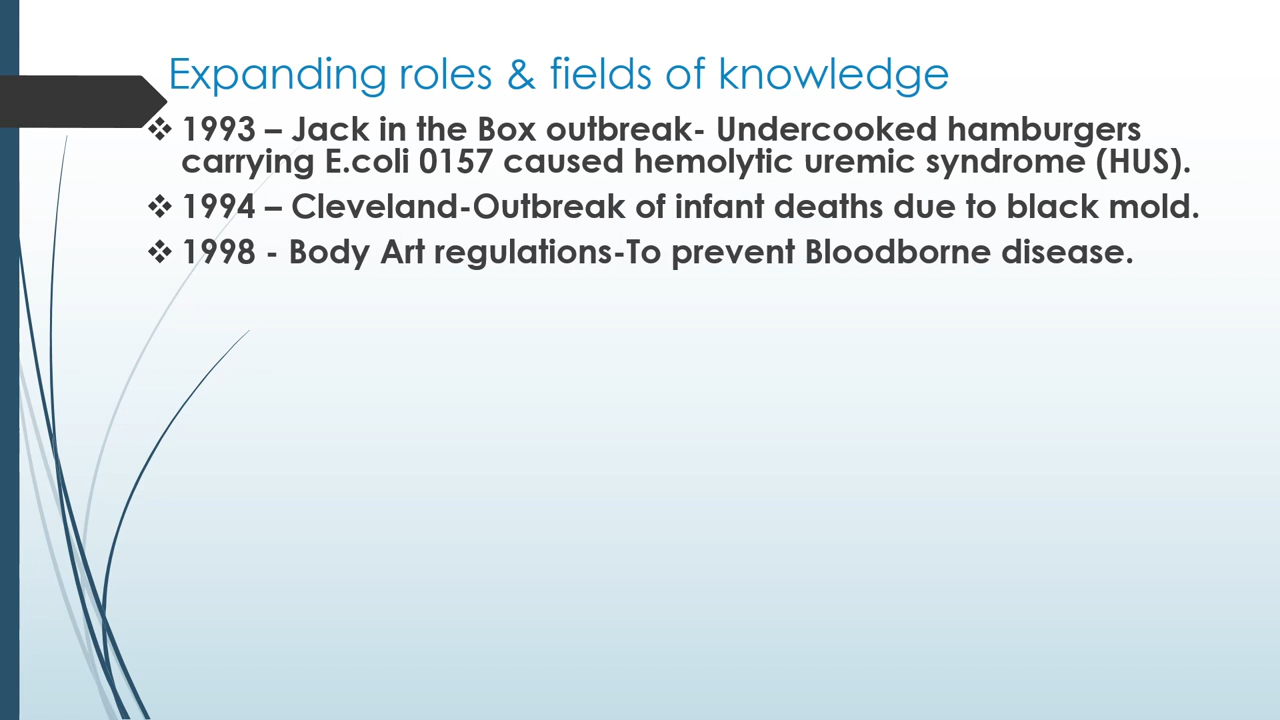 Expanding roles & fields of knowledge
❖ 1993 – Jack in the Box outbreak- Undercooked hamburgers
carrying E.coli 0157 caused hemolytic uremic syndrome (HUS).
❖ 1994 – Cleveland-Outbreak of infant deaths due to black mold.
❖ 1998 - Body Art regulations-To prevent Bloodborne disease.